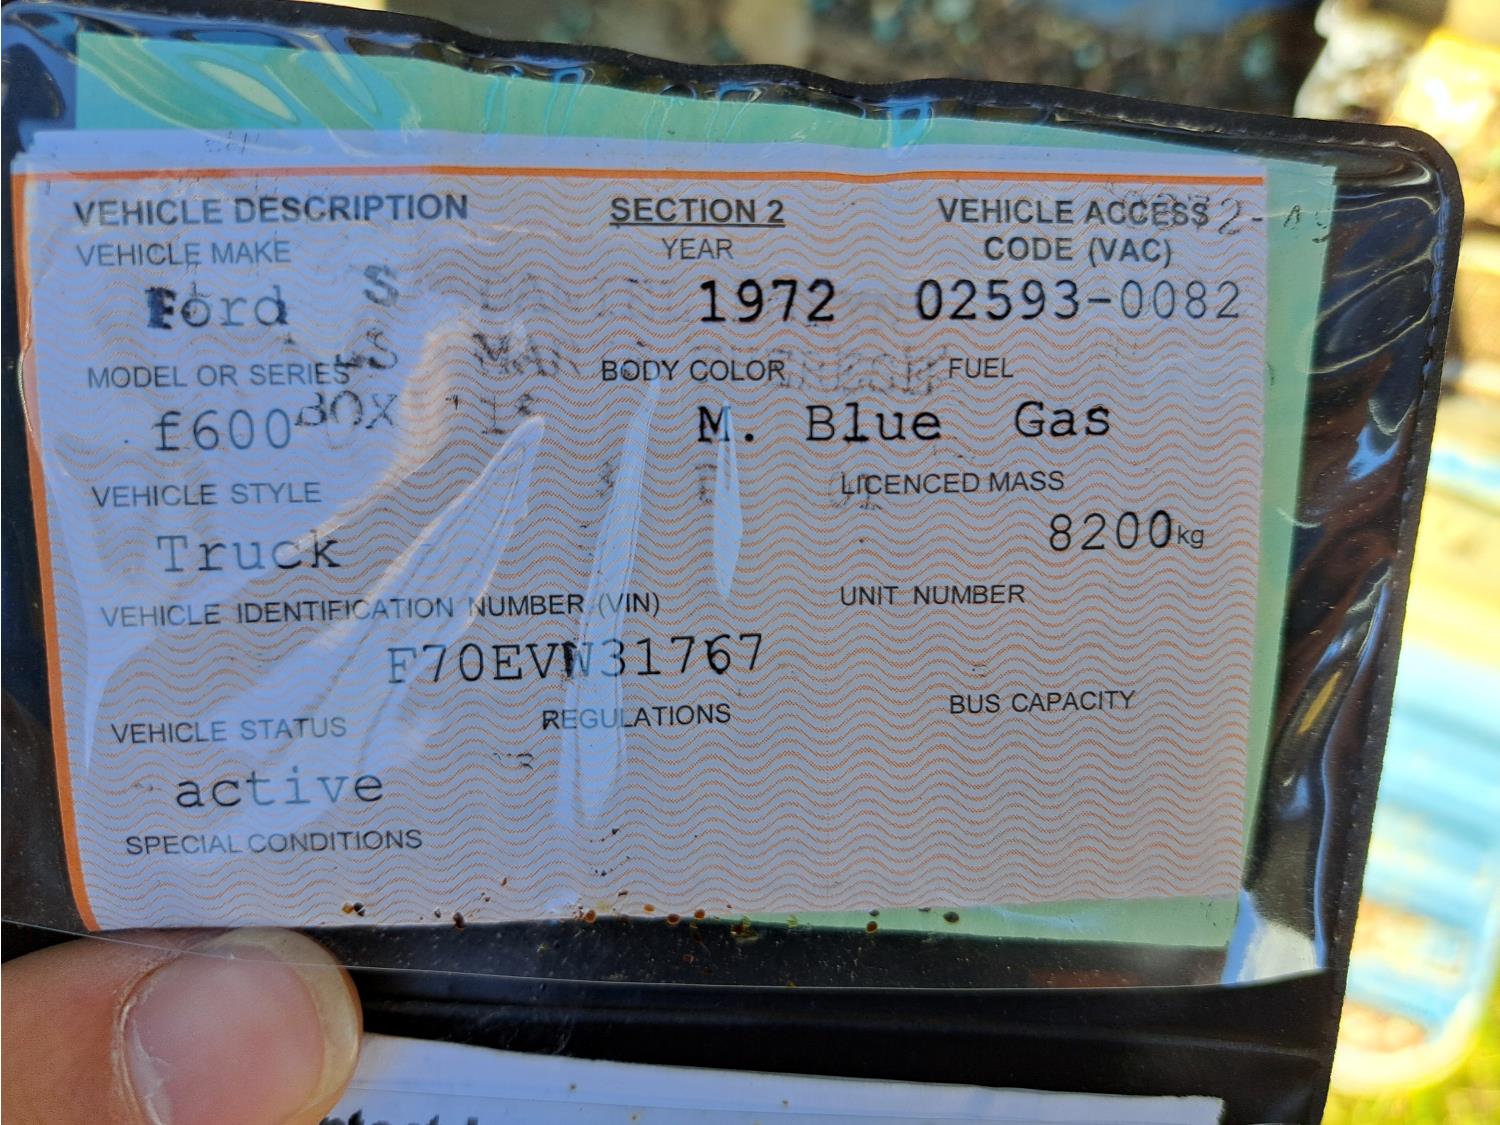 VEHICLE DESCRIPTION SECTION 2 VEHICLE ACCESS
VEHICLE MAKE YEAR CODE (VAC)
Ford 1972 02593-0082
MODEL OR SERIES BODY COLOR FUEL
f600 M. Blue Gas
BOX
VEHICLE STYLE LICENCED MASS
Truck 8200kg
VEHICLE IDENTIFICATION NUMBER (VIN) UNIT NUMBER
F70EVN31767
VEHICLE STATUS REGULATIONS BUS CAPACITY
active
SPECIAL CONDITIONS